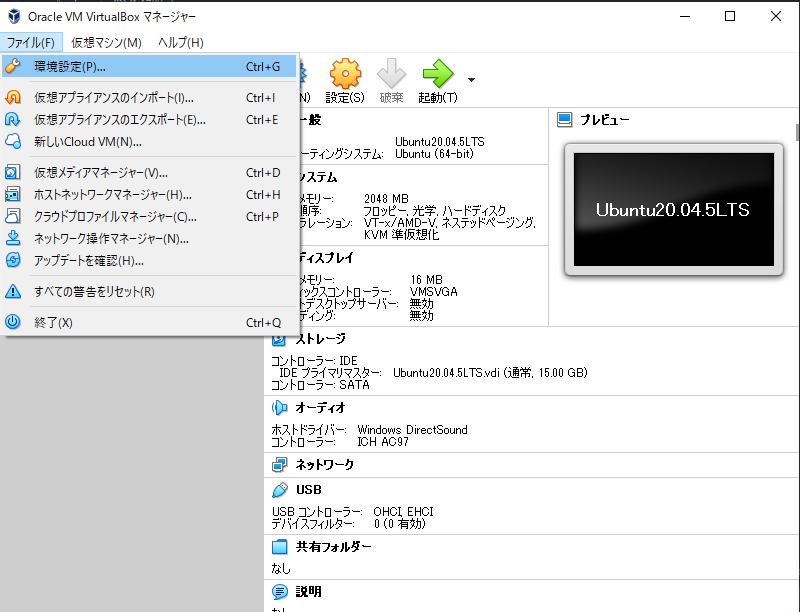 Oracle VM VirtualBox マネージャー
ファイル(F) 仮想マシン(M) ヘルプ(H)
環境設定(P)... Ctrl+G
仮想アプライアンスのインポート(I)... Ctrl+I
仮想アプライアンスのエクスポート(E)... Ctrl+E
新しいCloud VM(N)...
仮想メディアマネージャー(V)... Ctrl+D
ホストネットワークマネージャー(H)... Ctrl+H
クラウドプロファイルマネージャー(C)... Ctrl+P
ネットワーク操作マネージャー(N)...
アップデートを確認(H)...
すべての警告をリセット(R)
終了(X) Ctrl+Q
N) 設定(S) 破棄 起動(T)
一般
Ubuntu20.04.5LTS
ーティングシステム: Ubuntu (64-bit)
システム
メモリー: 2048 MB
順序: フロッピー, 光学, ハードディスク
ラレーション: VT-x/AMD-V, ネステッドページング,
KVM 準仮想化
ディスプレイ
メモリー: 16 MB
ィックスコントローラー: VMSVGA
トデスクトップサーバー: 無効
ディング: 無効
プレビュー
Ubuntu20.04.5LTS
ストレージ
コントローラー: IDE
IDE プライマリマスター: Ubuntu20.04.5LTS.vdi (通常, 15.00 GB)
コントローラー: SATA
オーディオ
ホストドライバー: Windows DirectSound
コントローラー: ICH AC97
ネットワーク
USB
USB コントローラー: OHCI, EHCI
デバイスフィルター: 0 (0 有効)
共有フォルダー
なし
説明